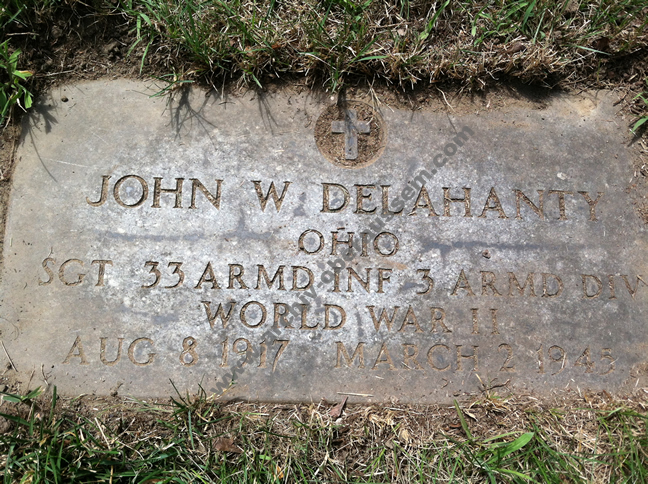 JOHN W DELAHANTY
OHIO
SGT 33 ARMD INF 3 ARMD DIV
WORLD WAR II
AUG 8 1917 MARCH 2 1945